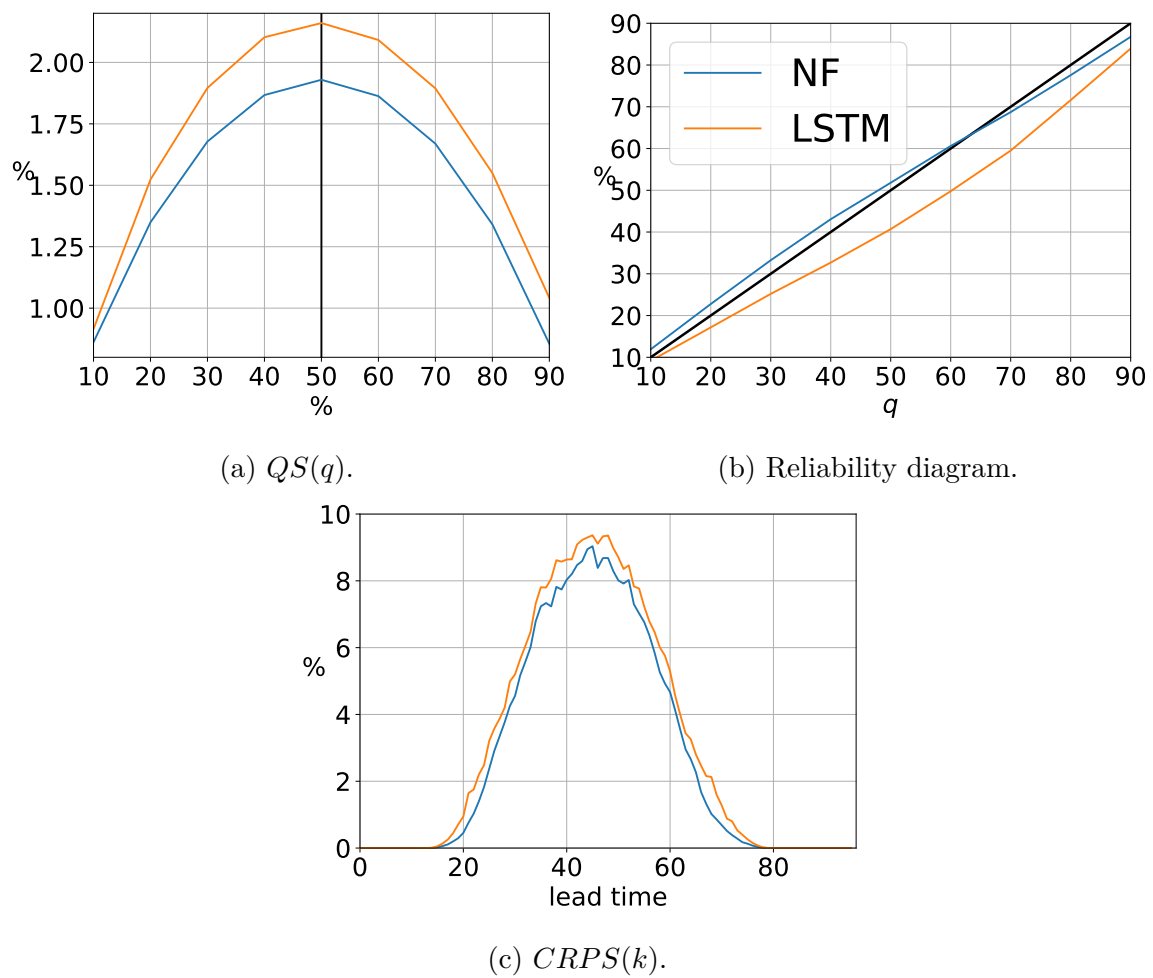 2.00
1.75
%
1.50
1.25
1.00
10 20 30 40 50 60 70 80 90
%
(a) QS(q).
90
80
70
60
%
50
40
30
20
10
NF
LSTM
10 20 30 40 50 60 70 80 90
q
(b) Reliability diagram.
10
8
6
%
4
2
0
0 20 40 60 80
lead time
(c) CRPS(k).